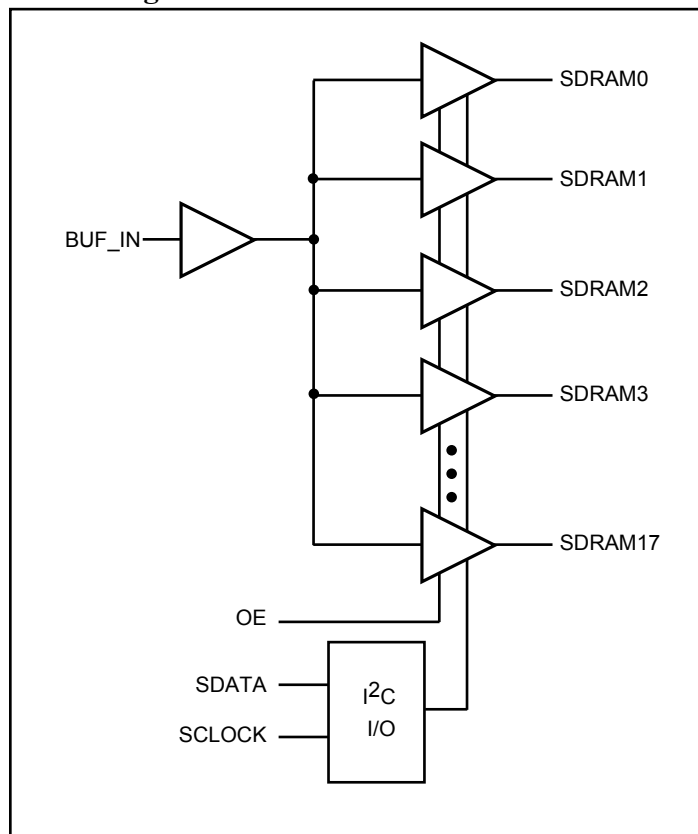 SDRAM0
SDRAM1
BUF_IN
SDRAM2
SDRAM3
SDRAM17
OE
SDATA
I2C
I/O
SCLOCK